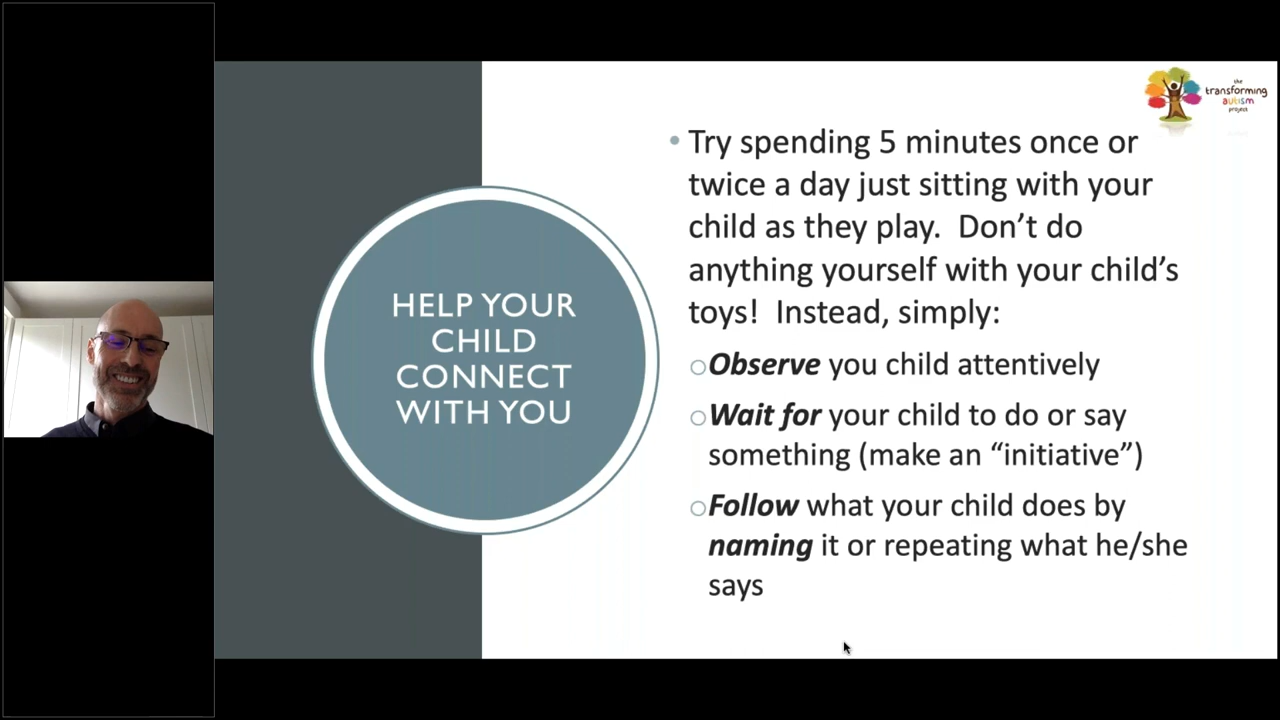 the
transforming
autism
project
HELP YOUR
CHILD
CONNECT
WITH YOU
• Try spending 5 minutes once or
twice a day just sitting with your
child as they play.  Don’t do
anything yourself with your child’s
toys!  Instead, simply:
○Observe you child attentively
○Wait for your child to do or say
something (make an “initiative”)
○Follow what your child does by
naming it or repeating what he/she
says